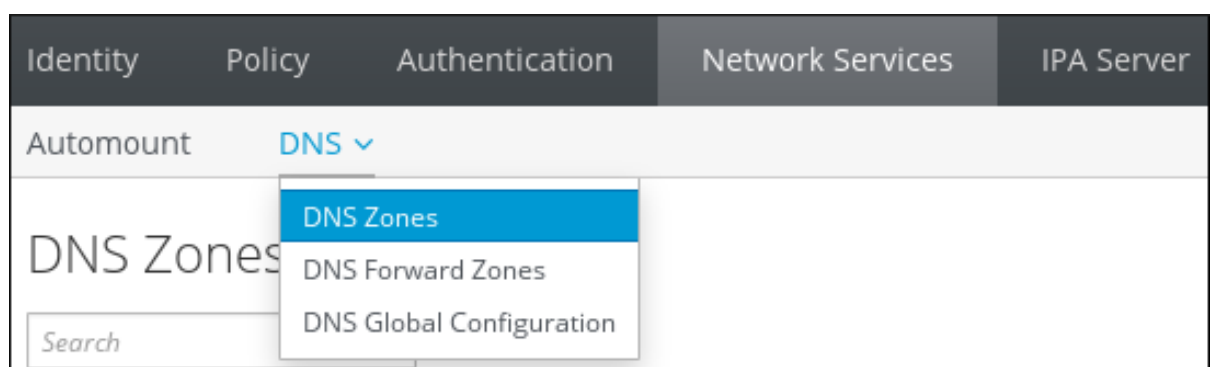 Identity Policy Authentication Network Services IPA Server
Automount DNS
DNS Zones
DNS Zones
DNS Forward Zones
DNS Global Configuration
Search